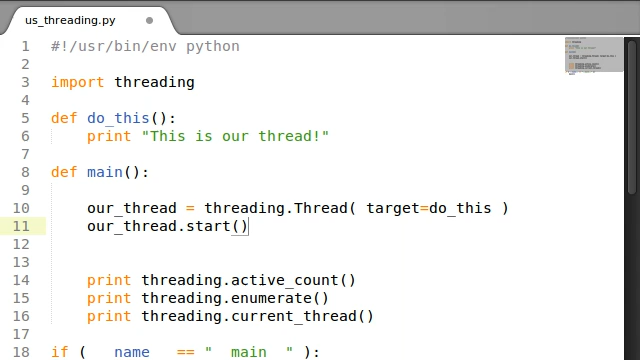 us_threading.py
1 #!/usr/bin/env python
2
3 import threading
4
5 def do_this():
6 print "This is our thread!"
7
8 def main():
9
10 our_thread = threading.Thread( target=do_this )
11 our_thread.start()
12
13
14 print threading.active_count()
15 print threading.enumerate()
16 print threading.current_thread()
17
18 if ( __name__ == "__main__" ):